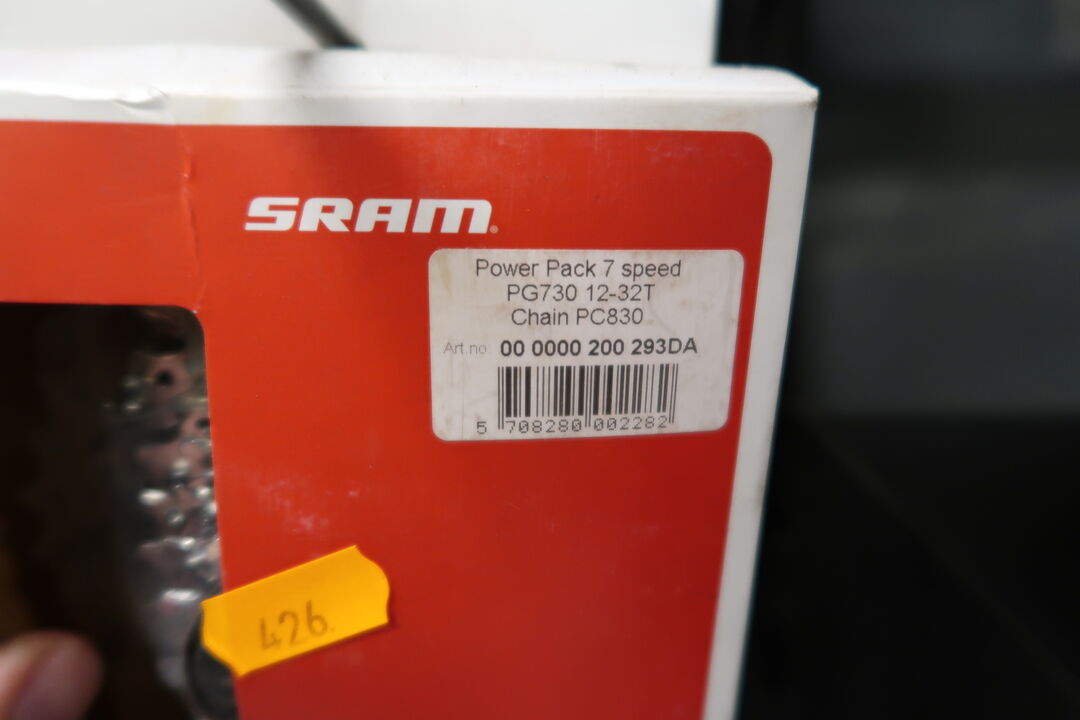 SRAM
Power Pack 7 speed
PG730 12-32T
Chain PC830
Art.no. 00 0000 200 293DA
5 708280 002282
426.